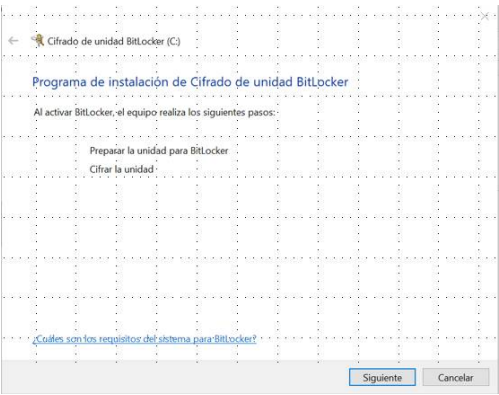 Cifrado de unidad BitLocker (C:)
Programa de instalación de Cifrado de unidad BitLocker
Al activar BitLocker, el equipo realiza los siguientes pasos:
Preparar la unidad para BitLocker
Cifrar la unidad
¿Cuáles son los requisitos del sistema para BitLocker?
Siguiente Cancelar